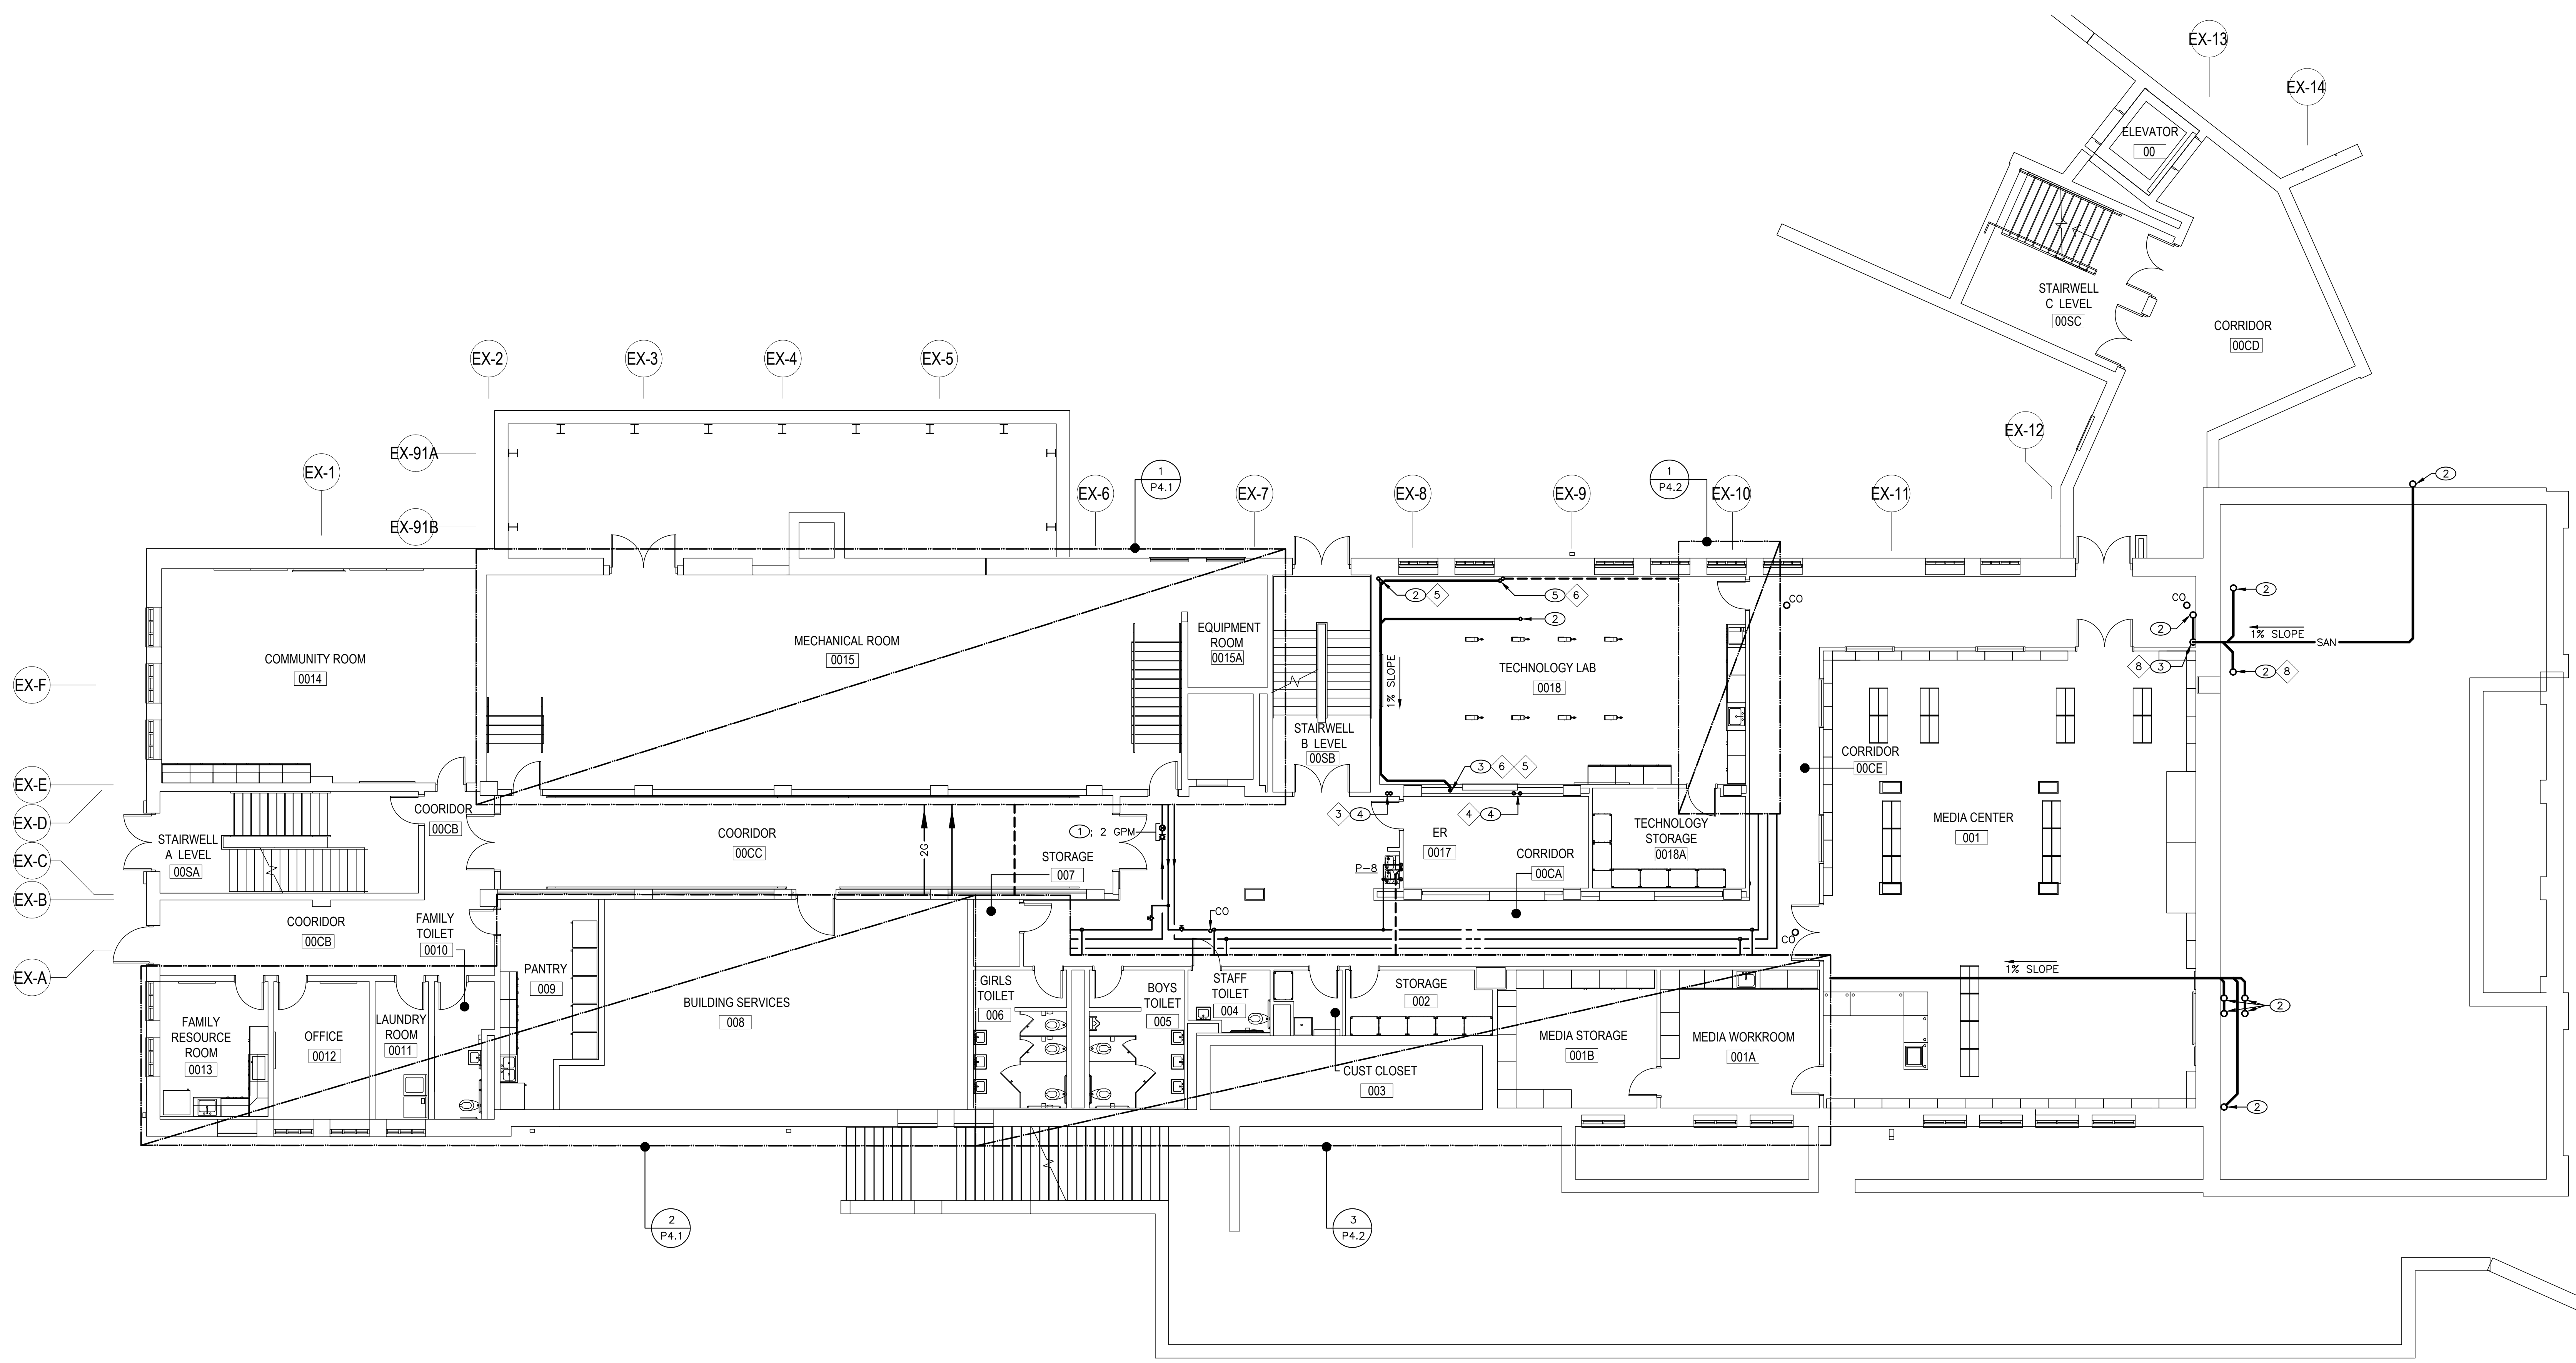 EX-13
EX-14
ELEVATOR
00
STAIRWELL
C LEVEL
00SC
CORRIDOR
00CD
EX-2
EX-3
EX-4
EX-5
EX-12
EX-91A
EX-1
EX-91B
EX-6
1
P4.1
EX-7
EX-8
EX-9
1
P4.2
EX-10
EX-11
2
2
5
5
6
2
CO
CO
2
2
1% SLOPE
SAN
8
3
2
8
COMMUNITY ROOM
0014
MECHANICAL ROOM
0015
EQUIPMENT
ROOM
0015A
TECHNOLOGY LAB
0018
1% SLOPE
STAIRWELL
B LEVEL
00SB
CORRIDOR
00CE
EX-F
EX-E
EX-D
EX-C
EX-B
EX-A
3
6
5
3
4
4
4
COORIDOR
00CB
STAIRWELL
A LEVEL
00SA
COORIDOR
00CC
2G
1; 2 GPM
STORAGE
007
ER
0017
P-8
CORRIDOR
00CA
TECHNOLOGY
STORAGE
0018A
MEDIA CENTER
001
COORIDOR
00CB
FAMILY
TOILET
0010
CO
CO
PANTRY
009
BUILDING SERVICES
008
GIRLS
TOILET
006
BOYS
TOILET
005
STAFF
TOILET
004
STORAGE
002
1% SLOPE
2
2
FAMILY
RESOURCE
ROOM
0013
OFFICE
0012
LAUNDRY
ROOM
0011
MEDIA STORAGE
001B
MEDIA WORKROOM
001A
CUST CLOSET
003
2
P4.1
3
P4.2